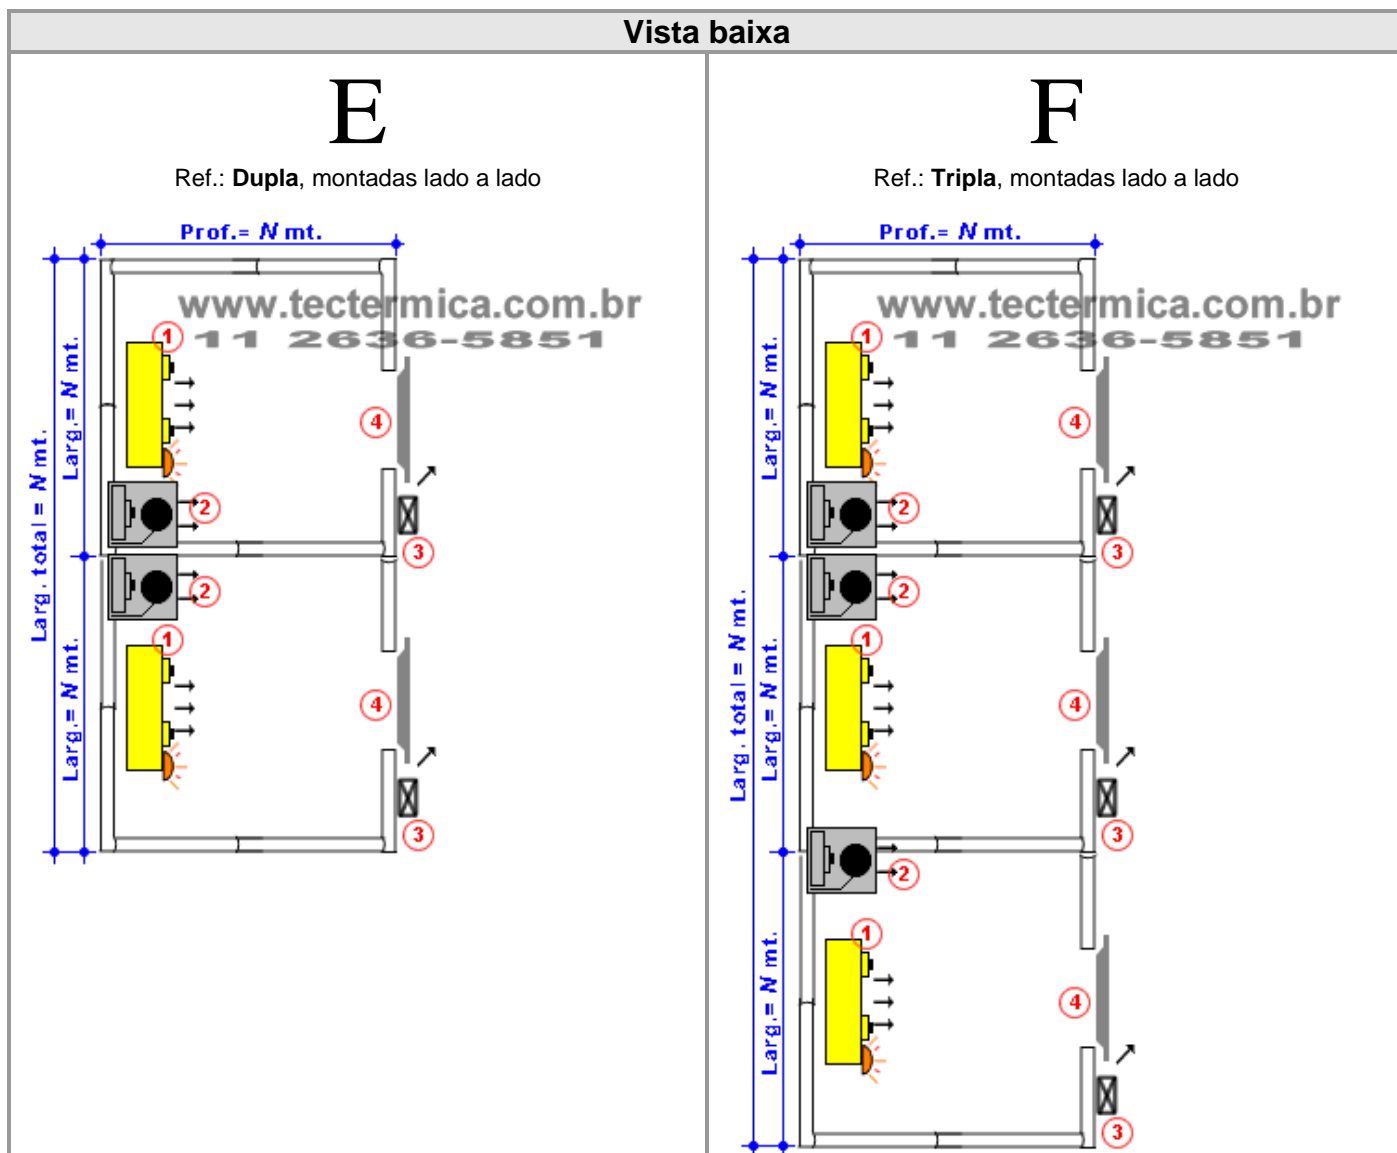 Vista baixa
E
Ref.: Dupla, montadas lado a lado
Prof.= N mt.
www.tectermica.com.br
11 2636-5851
Larg. total = N mt.
Larg.= N mt.
Larg.= N mt.
1
4
2
3
2
1
4
3
F
Ref.: Tripla, montadas lado a lado
Prof.= N mt.
www.tectermica.com.br
11 2636-5851
Larg. total = N mt.
Larg.= N mt.
Larg.= N mt.
Larg.= N mt.
1
4
2
3
2
1
4
3
2
1
4
3